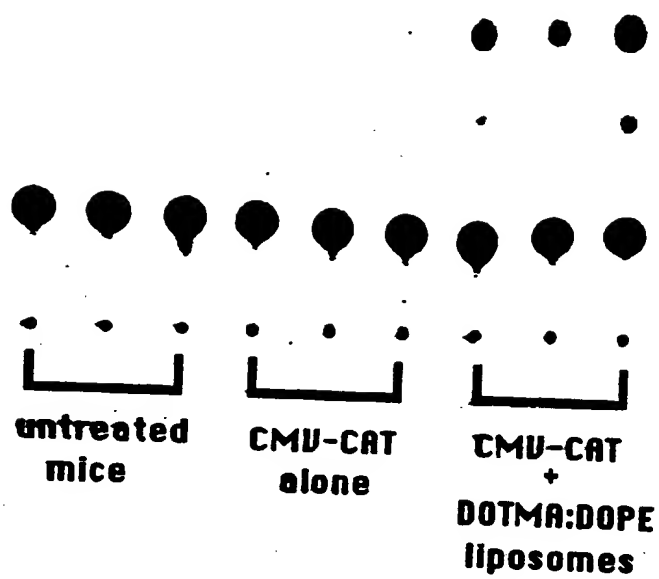 untreated
mice
CMV-CAT
alone
CMV-CAT
+
DOTMA:DOPE
liposomes